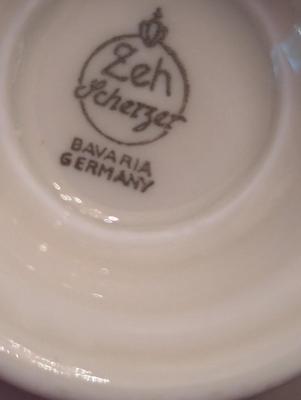 Zeh
Scherzer
BAVARIA
GERMANY